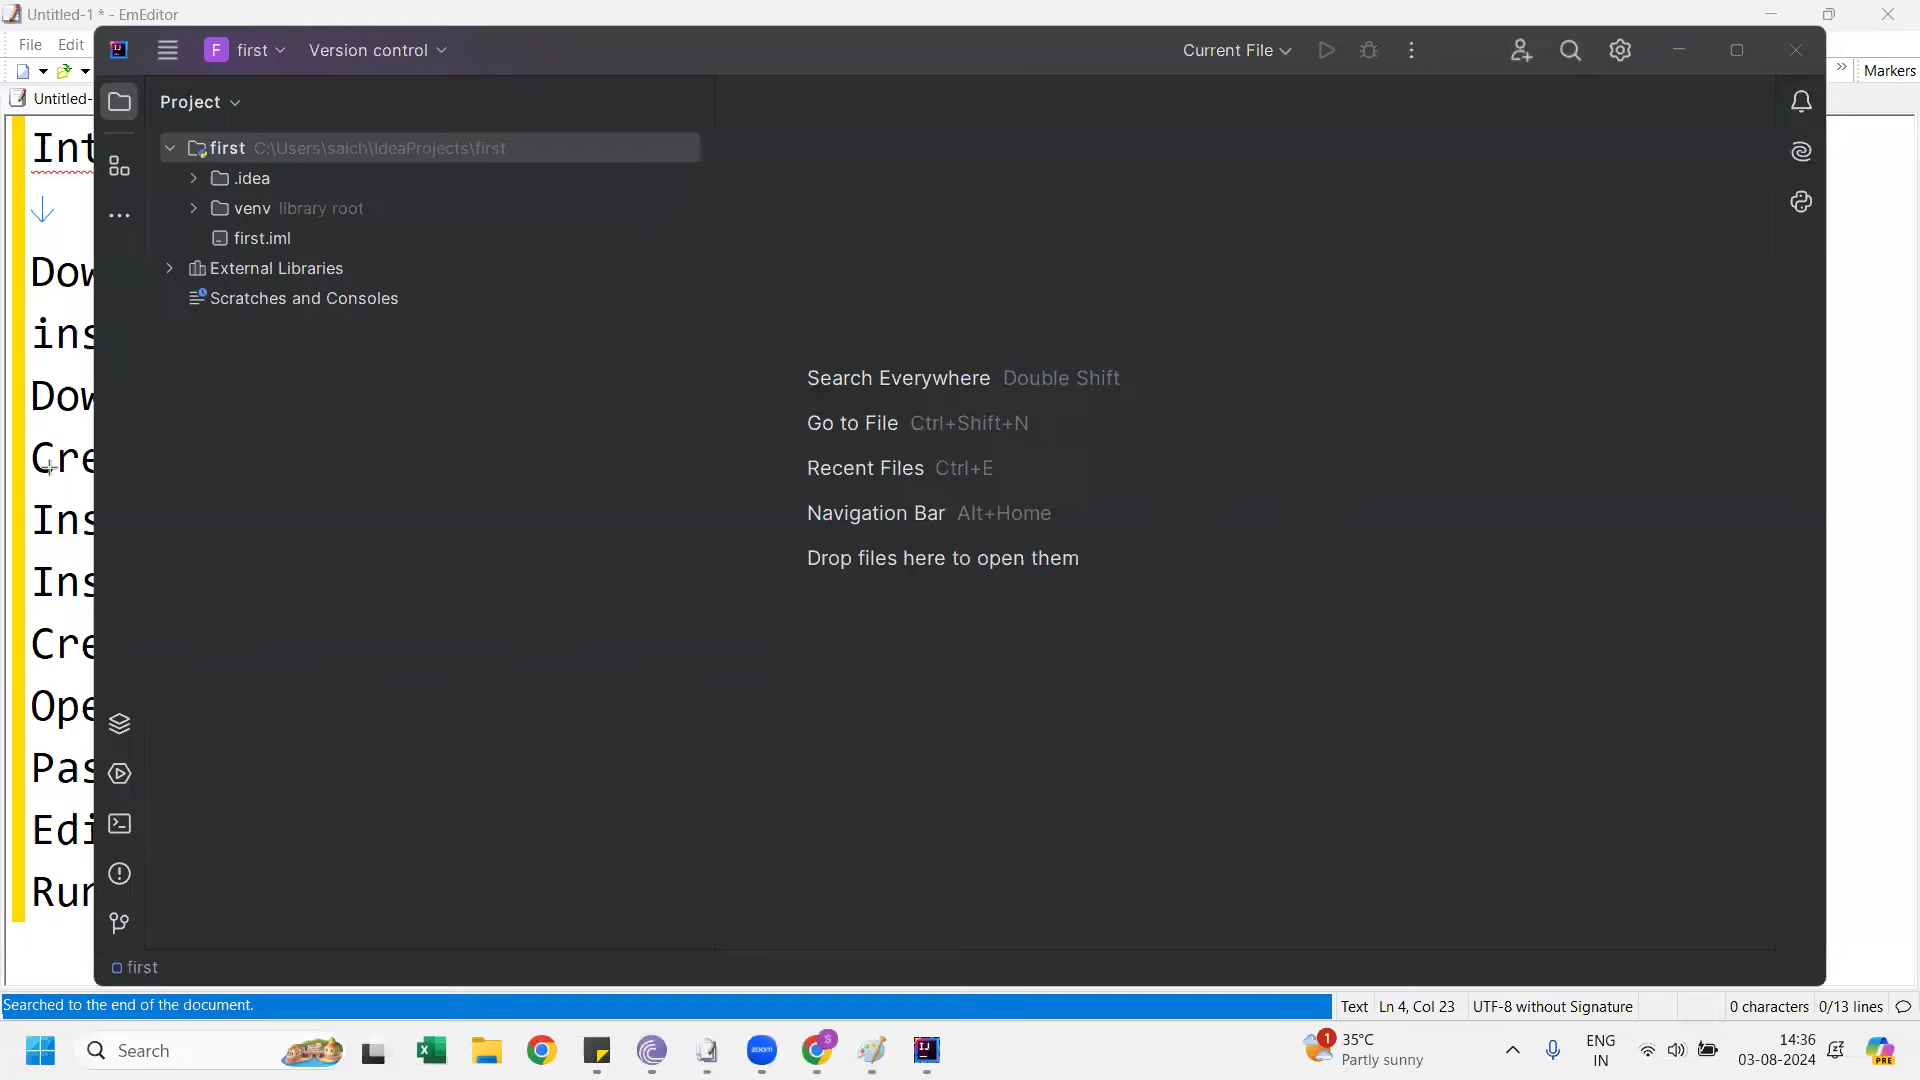 Untitled-1 * - EmEditor
File Edit
F first Version control Current File
Markers
Untitled-
Project
first C:\Users\saich\IdeaProjects\first
.idea
venv library root
first.iml
External Libraries
Scratches and Consoles
Int
Dow
ins
Dow
Cre
Ins
Ins
Cre
Ope
Pas
Edi
Run
Search Everywhere Double Shift
Go to File Ctrl+Shift+N
Recent Files Ctrl+E
Navigation Bar Alt+Home
Drop files here to open them
first
Searched to the end of the document. Text Ln 4, Col 23 UTF-8 without Signature 0 characters 0/13 lines
Search zoom S 1 35°C ENG 14:36
Partly sunny IN 03-08-2024 PRE